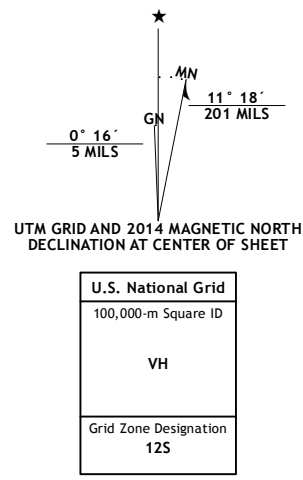 MN
GN
11° 18´
201 MILS
0° 16´
5 MILS
UTM GRID AND 2014 MAGNETIC NORTH
DECLINATION AT CENTER OF SHEET
U.S. National Grid
100,000-m Square ID
VH
Grid Zone Designation
12S